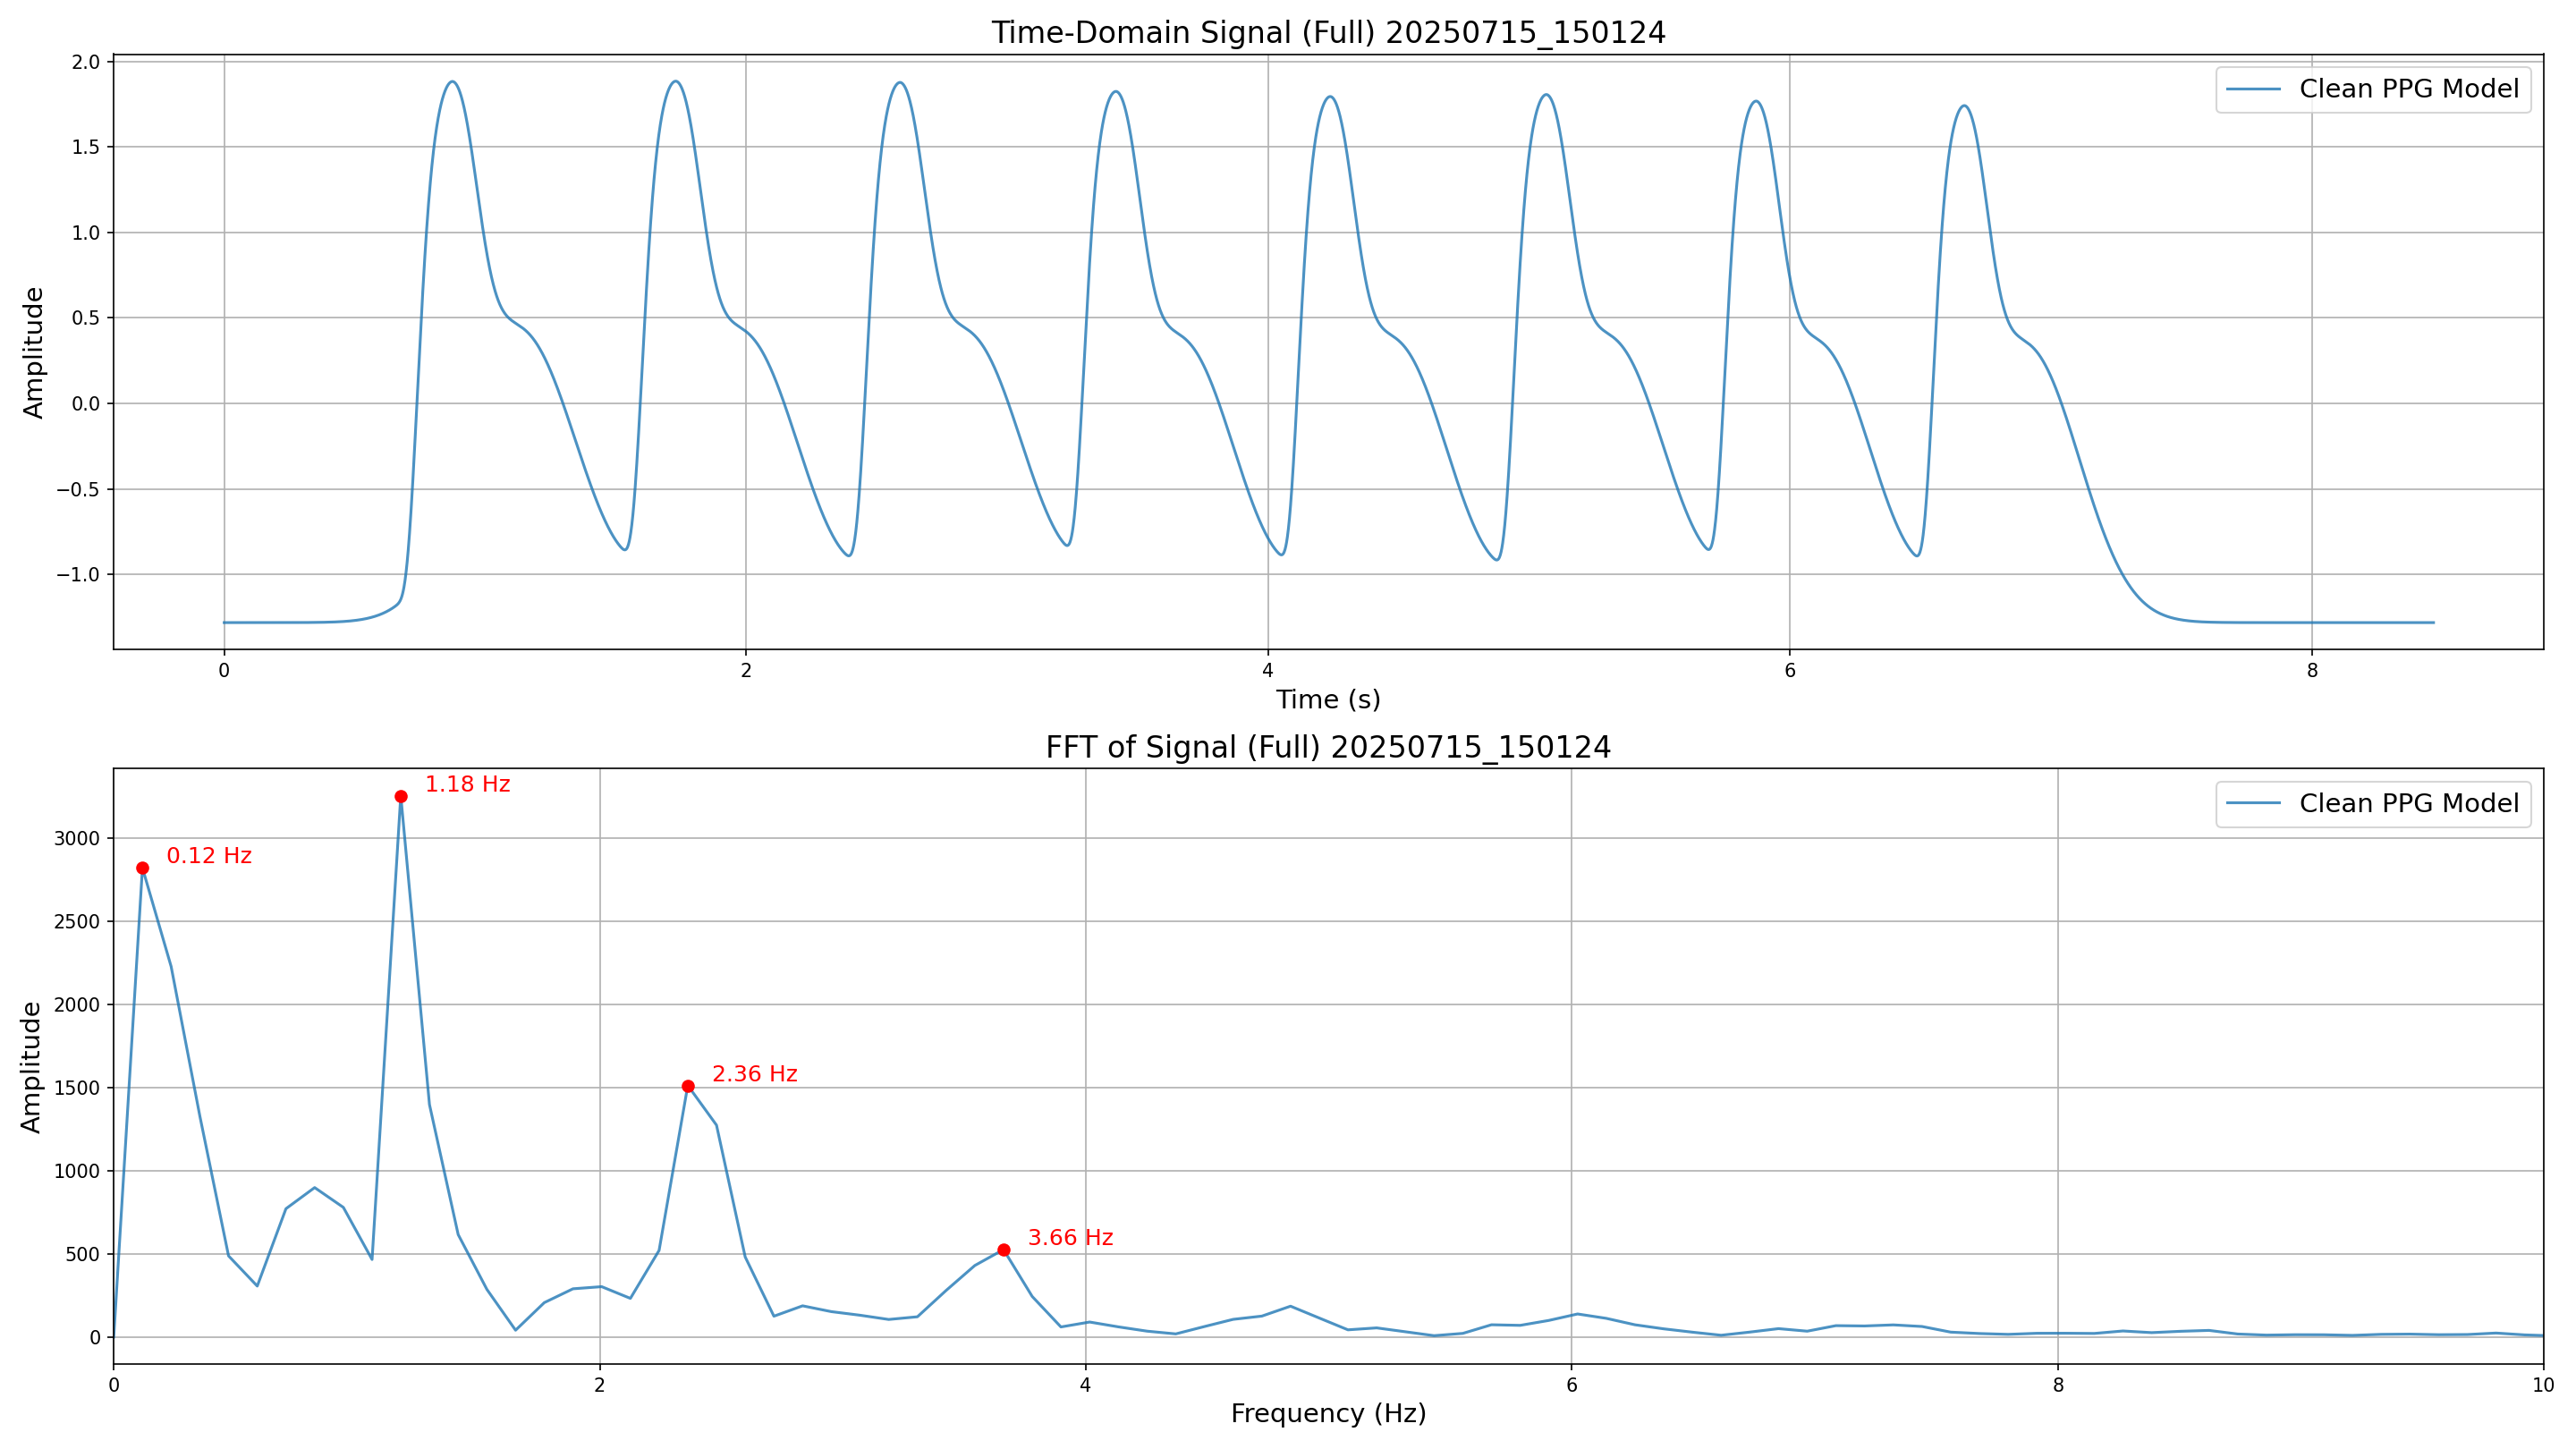 Time-Domain Signal (Full) 20250715_150124
Clean PPG Model
Amplitude
2.0
1.5
1.0
0.5
0.0
−0.5
−1.0
0 2 4 6 8
Time (s)
FFT of Signal (Full) 20250715_150124
Clean PPG Model
Amplitude
3000
2500
2000
1500
1000
500
0
1.18 Hz
0.12 Hz
2.36 Hz
3.66 Hz
0 2 4 6 8 10
Frequency (Hz)